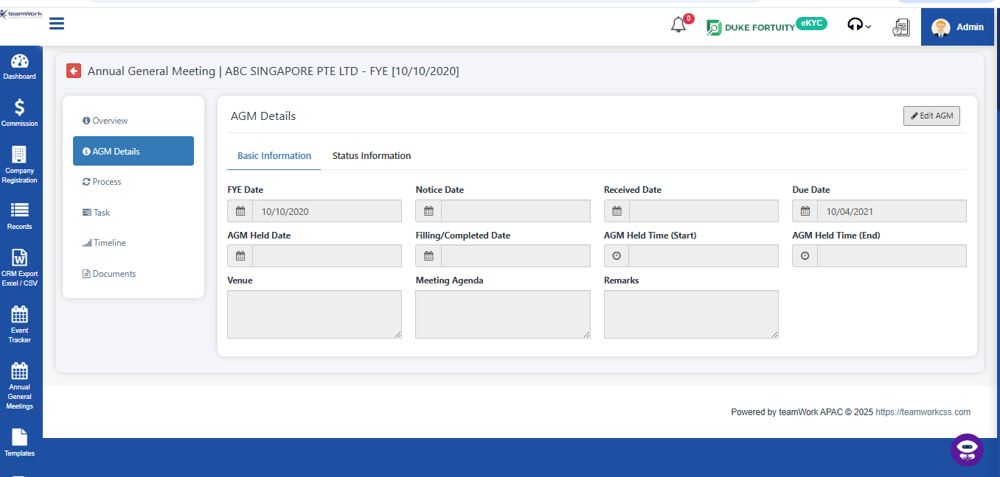 teamWork
0
DUKE FORTUITY
eKYC
Admin
Dashboard
Commission
Company
Registration
Records
CRM Export
Excel / CSV
Event
Tracker
Annual
General
Meetings
Templates
Annual General Meeting | ABC SINGAPORE PTE LTD - FYE [10/10/2020]
Overview
AGM Details
Process
Task
Timeline
Documents
AGM Details
Edit AGM
Basic Information
Status Information
FYE Date
Notice Date
Received Date
Due Date
10/10/2020
10/04/2021
AGM Held Date
Filling/Completed Date
AGM Held Time (Start)
AGM Held Time (End)
Venue
Meeting Agenda
Remarks
Powered by teamWork APAC © 2025 https://teamworkcss.com